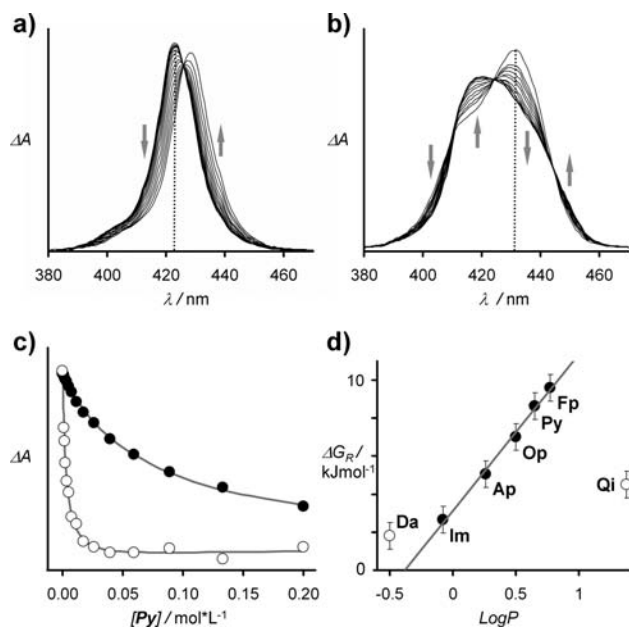 a)
ΔA
380 400 420 440 460
λ / nm
b)
ΔA
380 400 420 440 460
λ / nm
c)
ΔA
0.00 0.05 0.10 0.15 0.20
[Py] / mol*L⁻¹
d)
10
ΔG_R /
kJmol⁻¹
0
Da
Im
Ap
Op
Py
Fp
Qi
-0.5 0 0.5 1
LogP